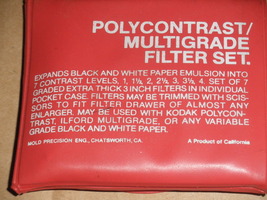 POLYCONTRAST/
MULTIGRADE
FILTER SET.
EXPANDS BLACK AND WHITE PAPER EMULSION INTO
7 CONTRAST LEVELS, 1, 1½, 2, 2½, 3, 3½, 4. SET OF 7
GRADED EXTRA THICK 3 INCH FILTERS IN INDIVIDUAL
POCKET CASE. FILTERS MAY BE TRIMMED WITH SCIS-
SORS TO FIT FILTER DRAWER OF ALMOST ANY
ENLARGER. MAY BE USED WITH KODAK POLYCON-
TRAST, ILFORD MULTIGRADE, OR ANY VARIABLE
GRADE BLACK AND WHITE PAPER.
MOLD PRECISION ENG., CHATSWORTH, CA. A Product of California